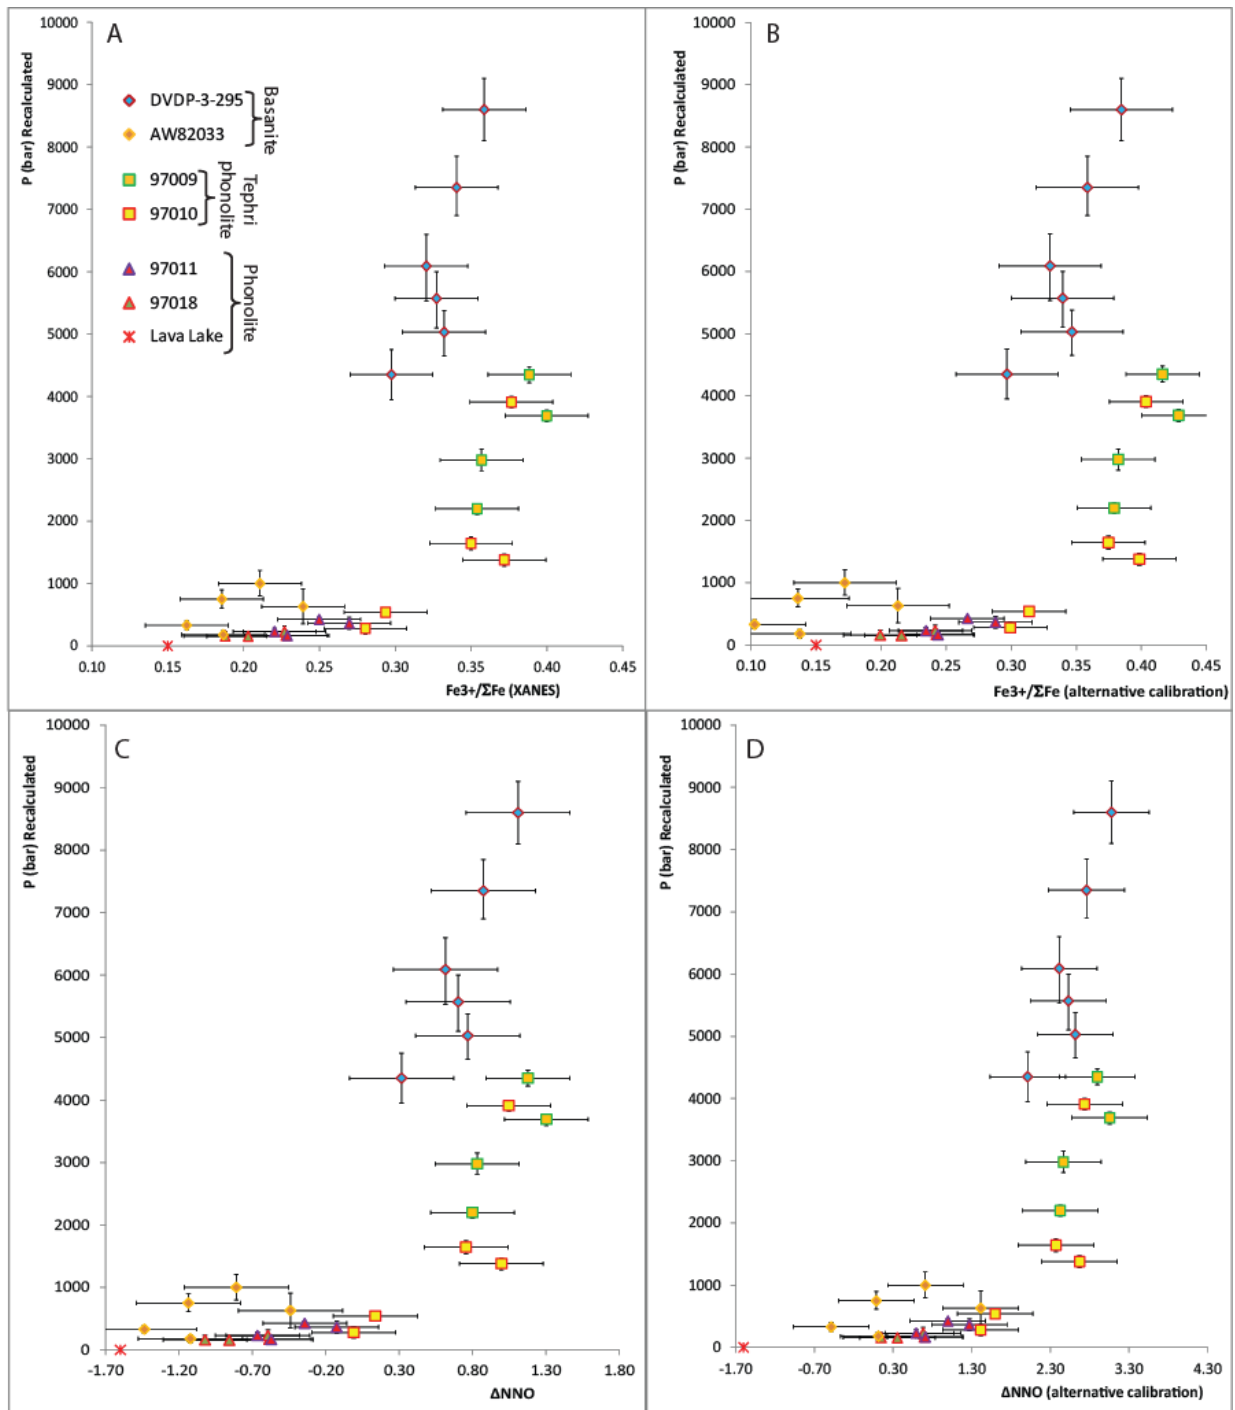 A
P (bar) Recalculated
10000
9000
8000
7000
6000
5000
4000
3000
2000
1000
0
DVDP-3-295
AW82033
Basanite
97009
97010
Tephri
phonolite
97011
97018
Lava Lake
Phonolite
0.10 0.15 0.20 0.25 0.30 0.35 0.40 0.45
Fe3+/ΣFe (XANES)
B
P (bar) Recalculated
10000
9000
8000
7000
6000
5000
4000
3000
2000
1000
0
0.10 0.15 0.20 0.25 0.30 0.35 0.40 0.45
Fe3+/ΣFe (alternative calibration)
C
P (bar) Recalculated
10000
9000
8000
7000
6000
5000
4000
3000
2000
1000
0
-1.70 -1.20 -0.70 -0.20 0.30 0.80 1.30 1.80
ΔNNO
D
P (bar) Recalculated
10000
9000
8000
7000
6000
5000
4000
3000
2000
1000
0
-1.70 -0.70 0.30 1.30 2.30 3.30 4.30
ΔNNO (alternative calibration)